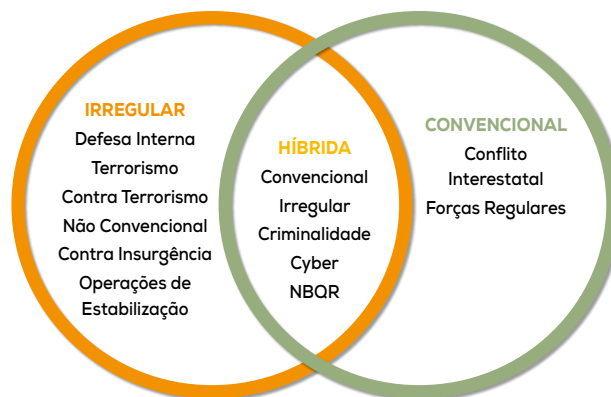 IRREGULAR
Defesa Interna
Terrorismo
Contra Terrorismo
Não Convencional
Contra Insurgência
Operações de
Estabilização
HÍBRIDA
Convencional
Irregular
Criminalidade
Cyber
NBQR
CONVENCIONAL
Conflito
Interestatal
Forças Regulares